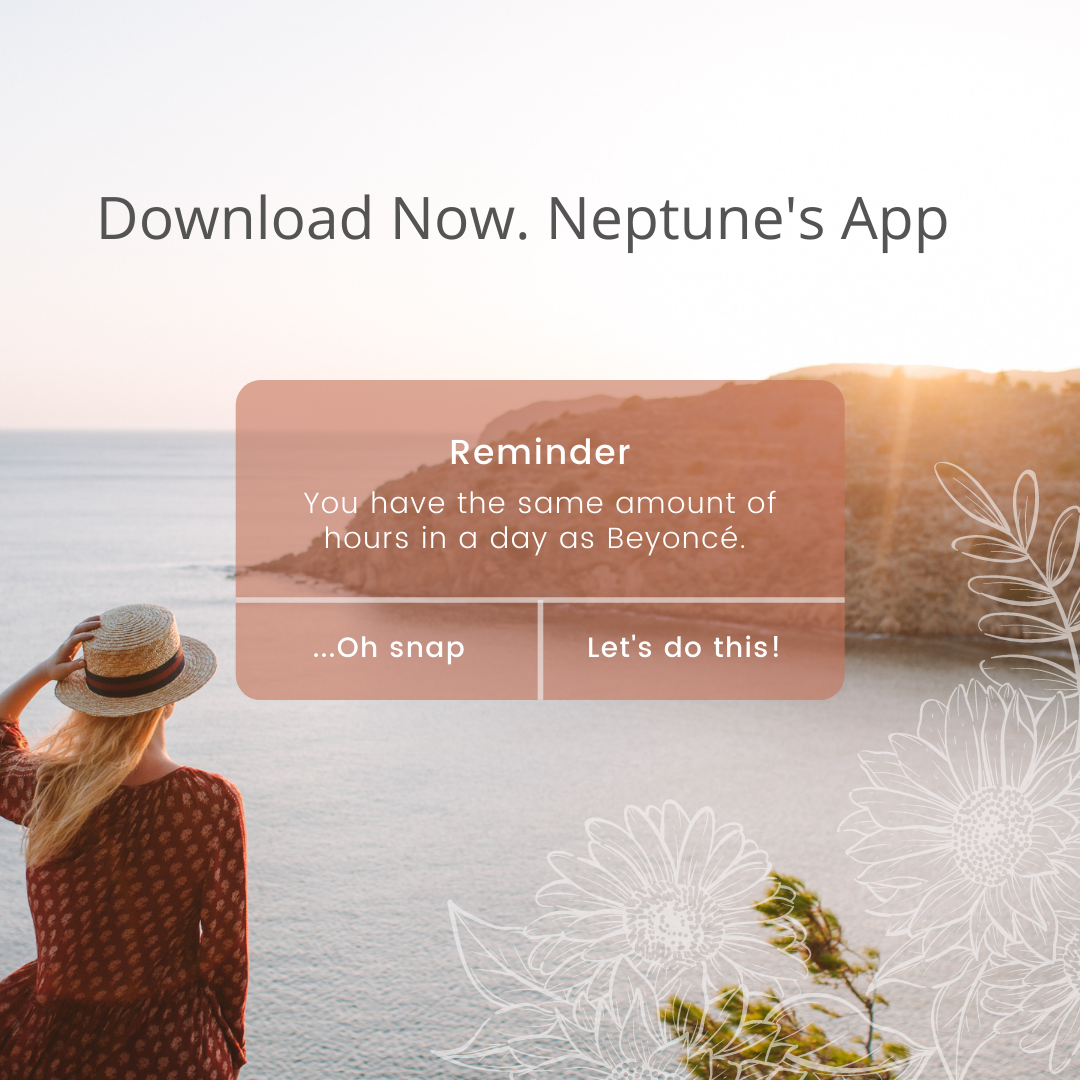 Download Now. Neptune's App
Reminder
You have the same amount of
hours in a day as Beyoncé.
...Oh snap
Let's do this!